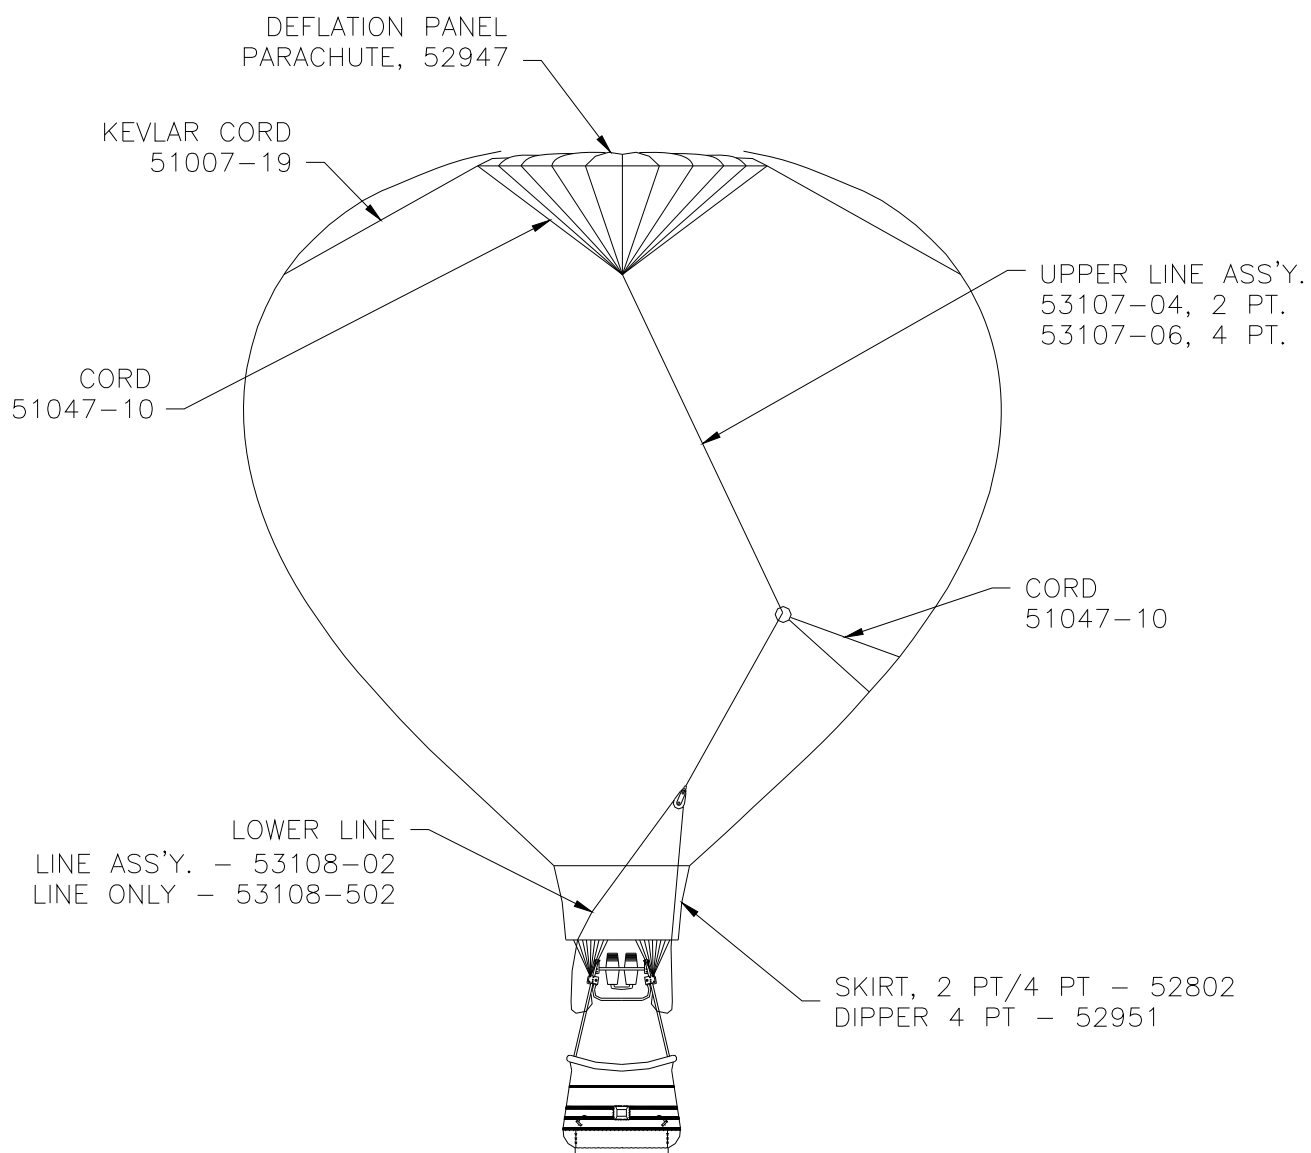 DEFLATION PANEL
PARACHUTE, 52947
KEVLAR CORD
51007-19
UPPER LINE ASS'Y.
53107-04, 2 PT.
53107-06, 4 PT.
CORD
51047-10
CORD
51047-10
LOWER LINE
LINE ASS'Y. - 53108-02
LINE ONLY - 53108-502
SKIRT, 2 PT/4 PT - 52802
DIPPER 4 PT - 52951